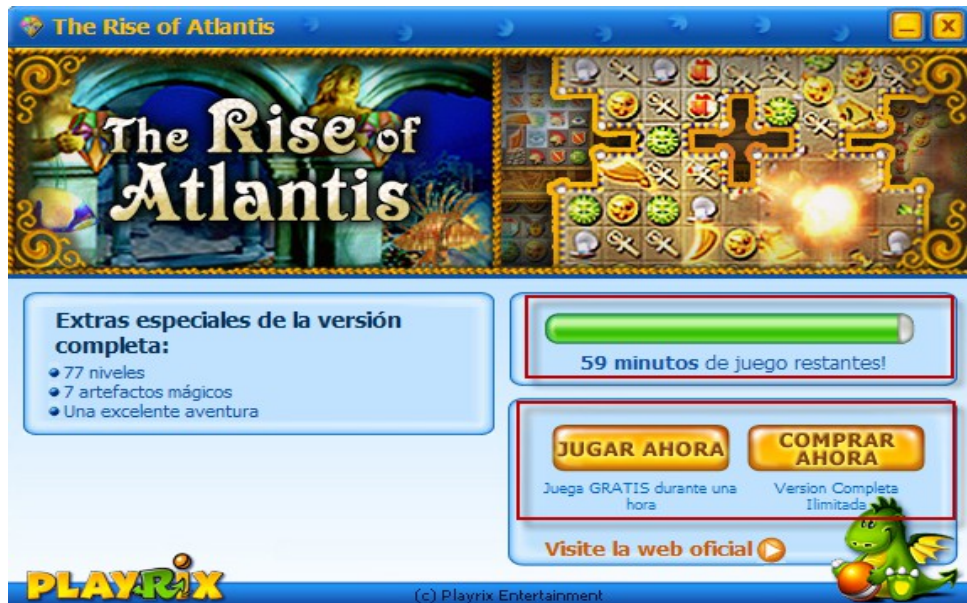 The Rise of Atlantis
The Rise of
Atlantis
Extras especiales de la versión
completa:
77 niveles
7 artefactos mágicos
Una excelente aventura
59 minutos de juego restantes!
JUGAR AHORA
Juega GRATIS durante una
hora
COMPRAR
AHORA
Version Completa
Ilimitada
Visite la web oficial
PLAYRIX
(c) Playrix Entertainment